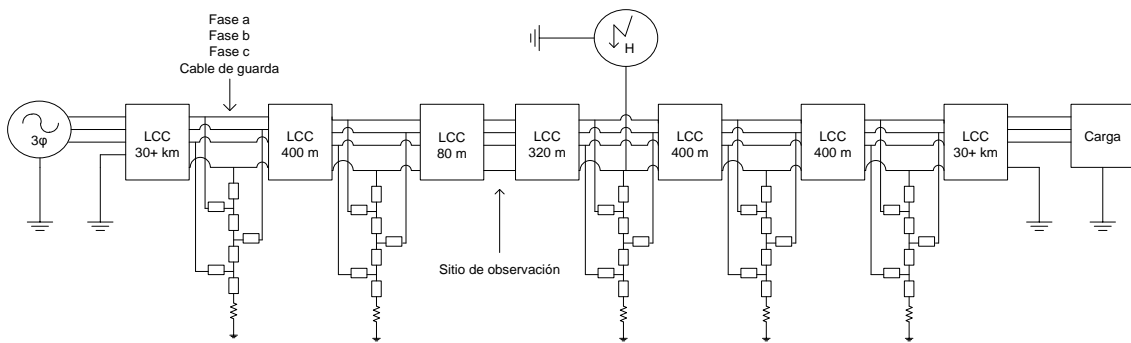 Fase a
Fase b
Fase c
Cable de guarda
H
3φ
LCC
30+ km
LCC
400 m
LCC
80 m
LCC
320 m
LCC
400 m
LCC
400 m
LCC
30+ km
Carga
Sitio de observación